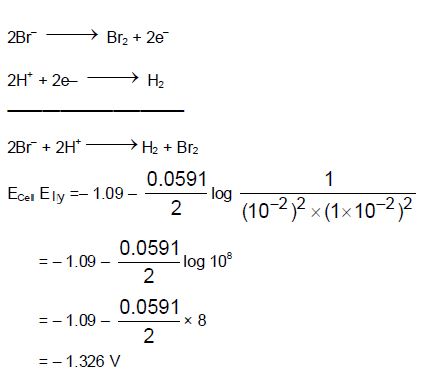 2Br⁻ ⟶ Br₂ + 2e⁻
2H⁺ + 2e– ⟶ H₂
2Br⁻ + 2H⁺ ⟶ H₂ + Br₂
E_Cell E l y = – 1.09 – 0.0591/2 log 1/((10⁻²)² × (1×10⁻²)²)
= – 1.09 – 0.0591/2 log 10⁸
= – 1.09 – 0.0591/2 × 8
= – 1.326 V